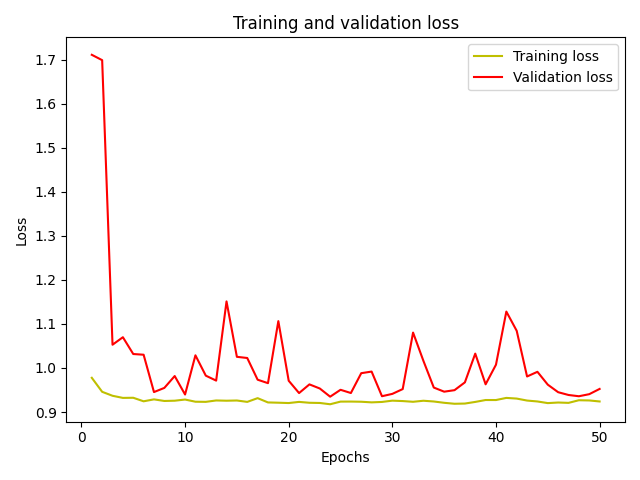 Training and validation loss
Training loss
Validation loss
Loss
1.7
1.6
1.5
1.4
1.3
1.2
1.1
1.0
0.9
0 10 20 30 40 50
Epochs